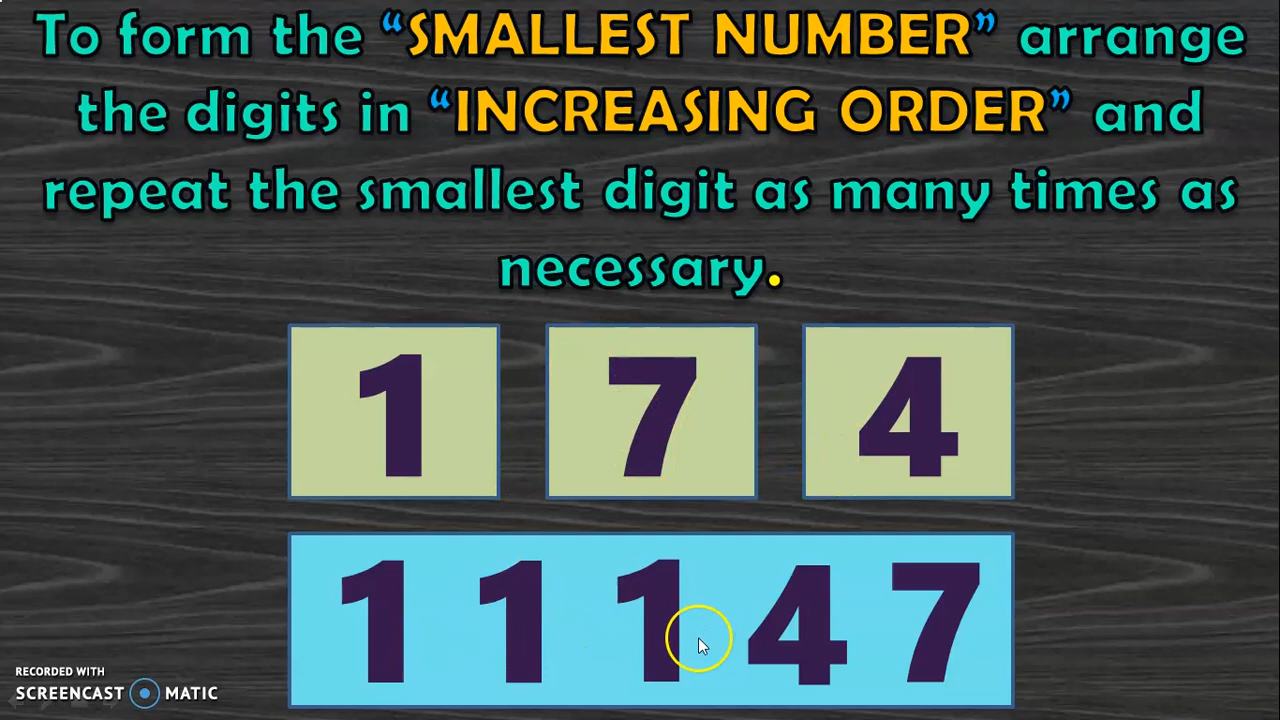 To form the “SMALLEST NUMBER” arrange
the digits in “INCREASING ORDER” and
repeat the smallest digit as many times as
necessary.
1 7 4
1 1 1 4 7
RECORDED WITH
SCREENCAST MATIC